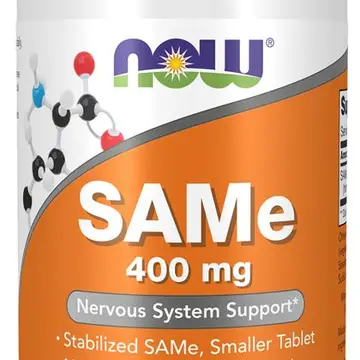 now®
SAMe
400 mg
Nervous System Support*
• Stabilized SAMe, Smaller Tablet